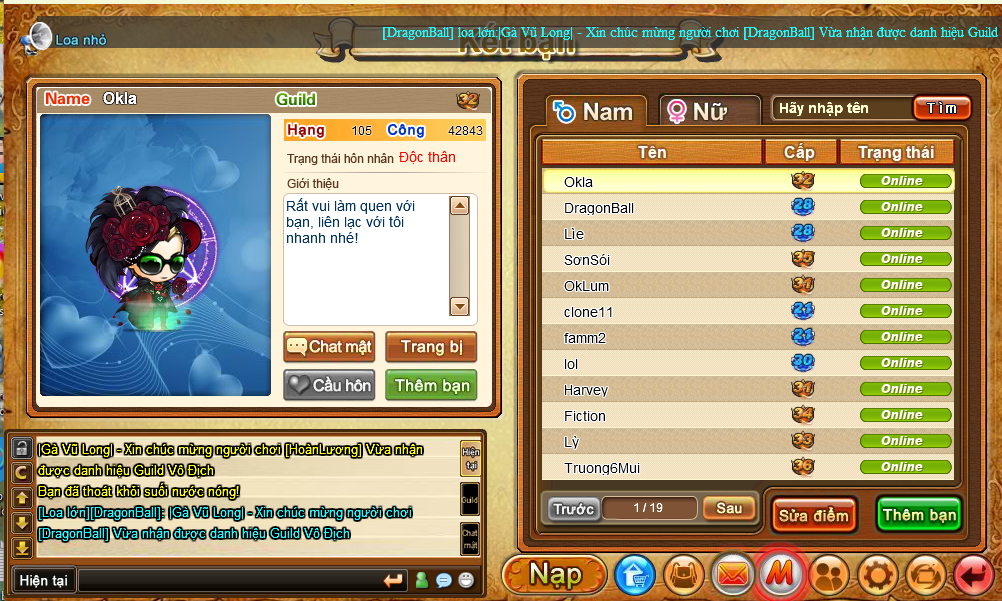 Loa nhỏ
[DragonBall] loa lớn:|Gà Vũ Long| - Xin chúc mừng người chơi [DragonBall] Vừa nhận được danh hiệu Guild
Kết bạn
Name Okla Guild 32
Hạng 105 Công 42843
Trạng thái hôn nhân Độc thân
Giới thiệu
Rất vui làm quen với
bạn, liên lạc với tôi
nhanh nhé!
Chat mật Trang bị
Cầu hôn Thêm bạn
Nam Nữ Hãy nhập tên Tìm
Tên Cấp Trạng thái
Okla 32 Online
DragonBall 28 Online
Lìe 28 Online
SơnSói 35 Online
OkLum 31 Online
clone11 21 Online
famm2 21 Online
lol 30 Online
Harvey 31 Online
Fiction 34 Online
Lỳ 33 Online
Truong6Mui 36 Online
Trước 1 / 19 Sau
Sửa điểm Thêm bạn
|Gà Vũ Long| - Xin chúc mừng người chơi [HoànLương] Vừa nhận
được danh hiệu Guild Vô Địch
Bạn đã thoát khỏi suối nước nóng!
[Loa lớn][DragonBall]: |Gà Vũ Long| - Xin chúc mừng người chơi
[DragonBall] Vừa nhận được danh hiệu Guild Vô Địch
Hiện
tại
Guild
Chat
mật
Hiện tại
Nạp
M